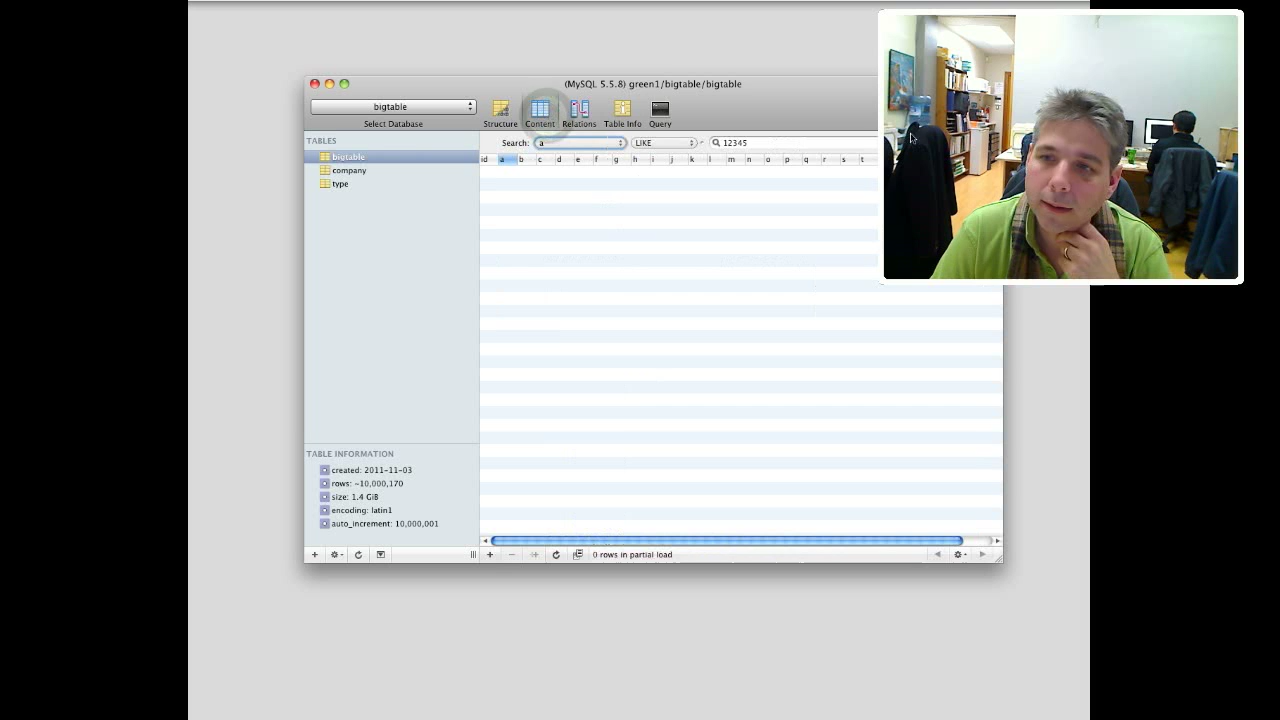 (MySQL 5.5.8) green1/bigtable/bigtable
bigtable
Select Database
Structure
Content
Relations
Table Info
Query
TABLES
Search:
a
LIKE
12345
bigtable
company
type
id a b c d e f g h i j k l m n o p q r s t
TABLE INFORMATION
created: 2011-11-03
rows: ~10,000,170
size: 1.4 GiB
encoding: latin1
auto_increment: 10,000,001
0 rows in partial load